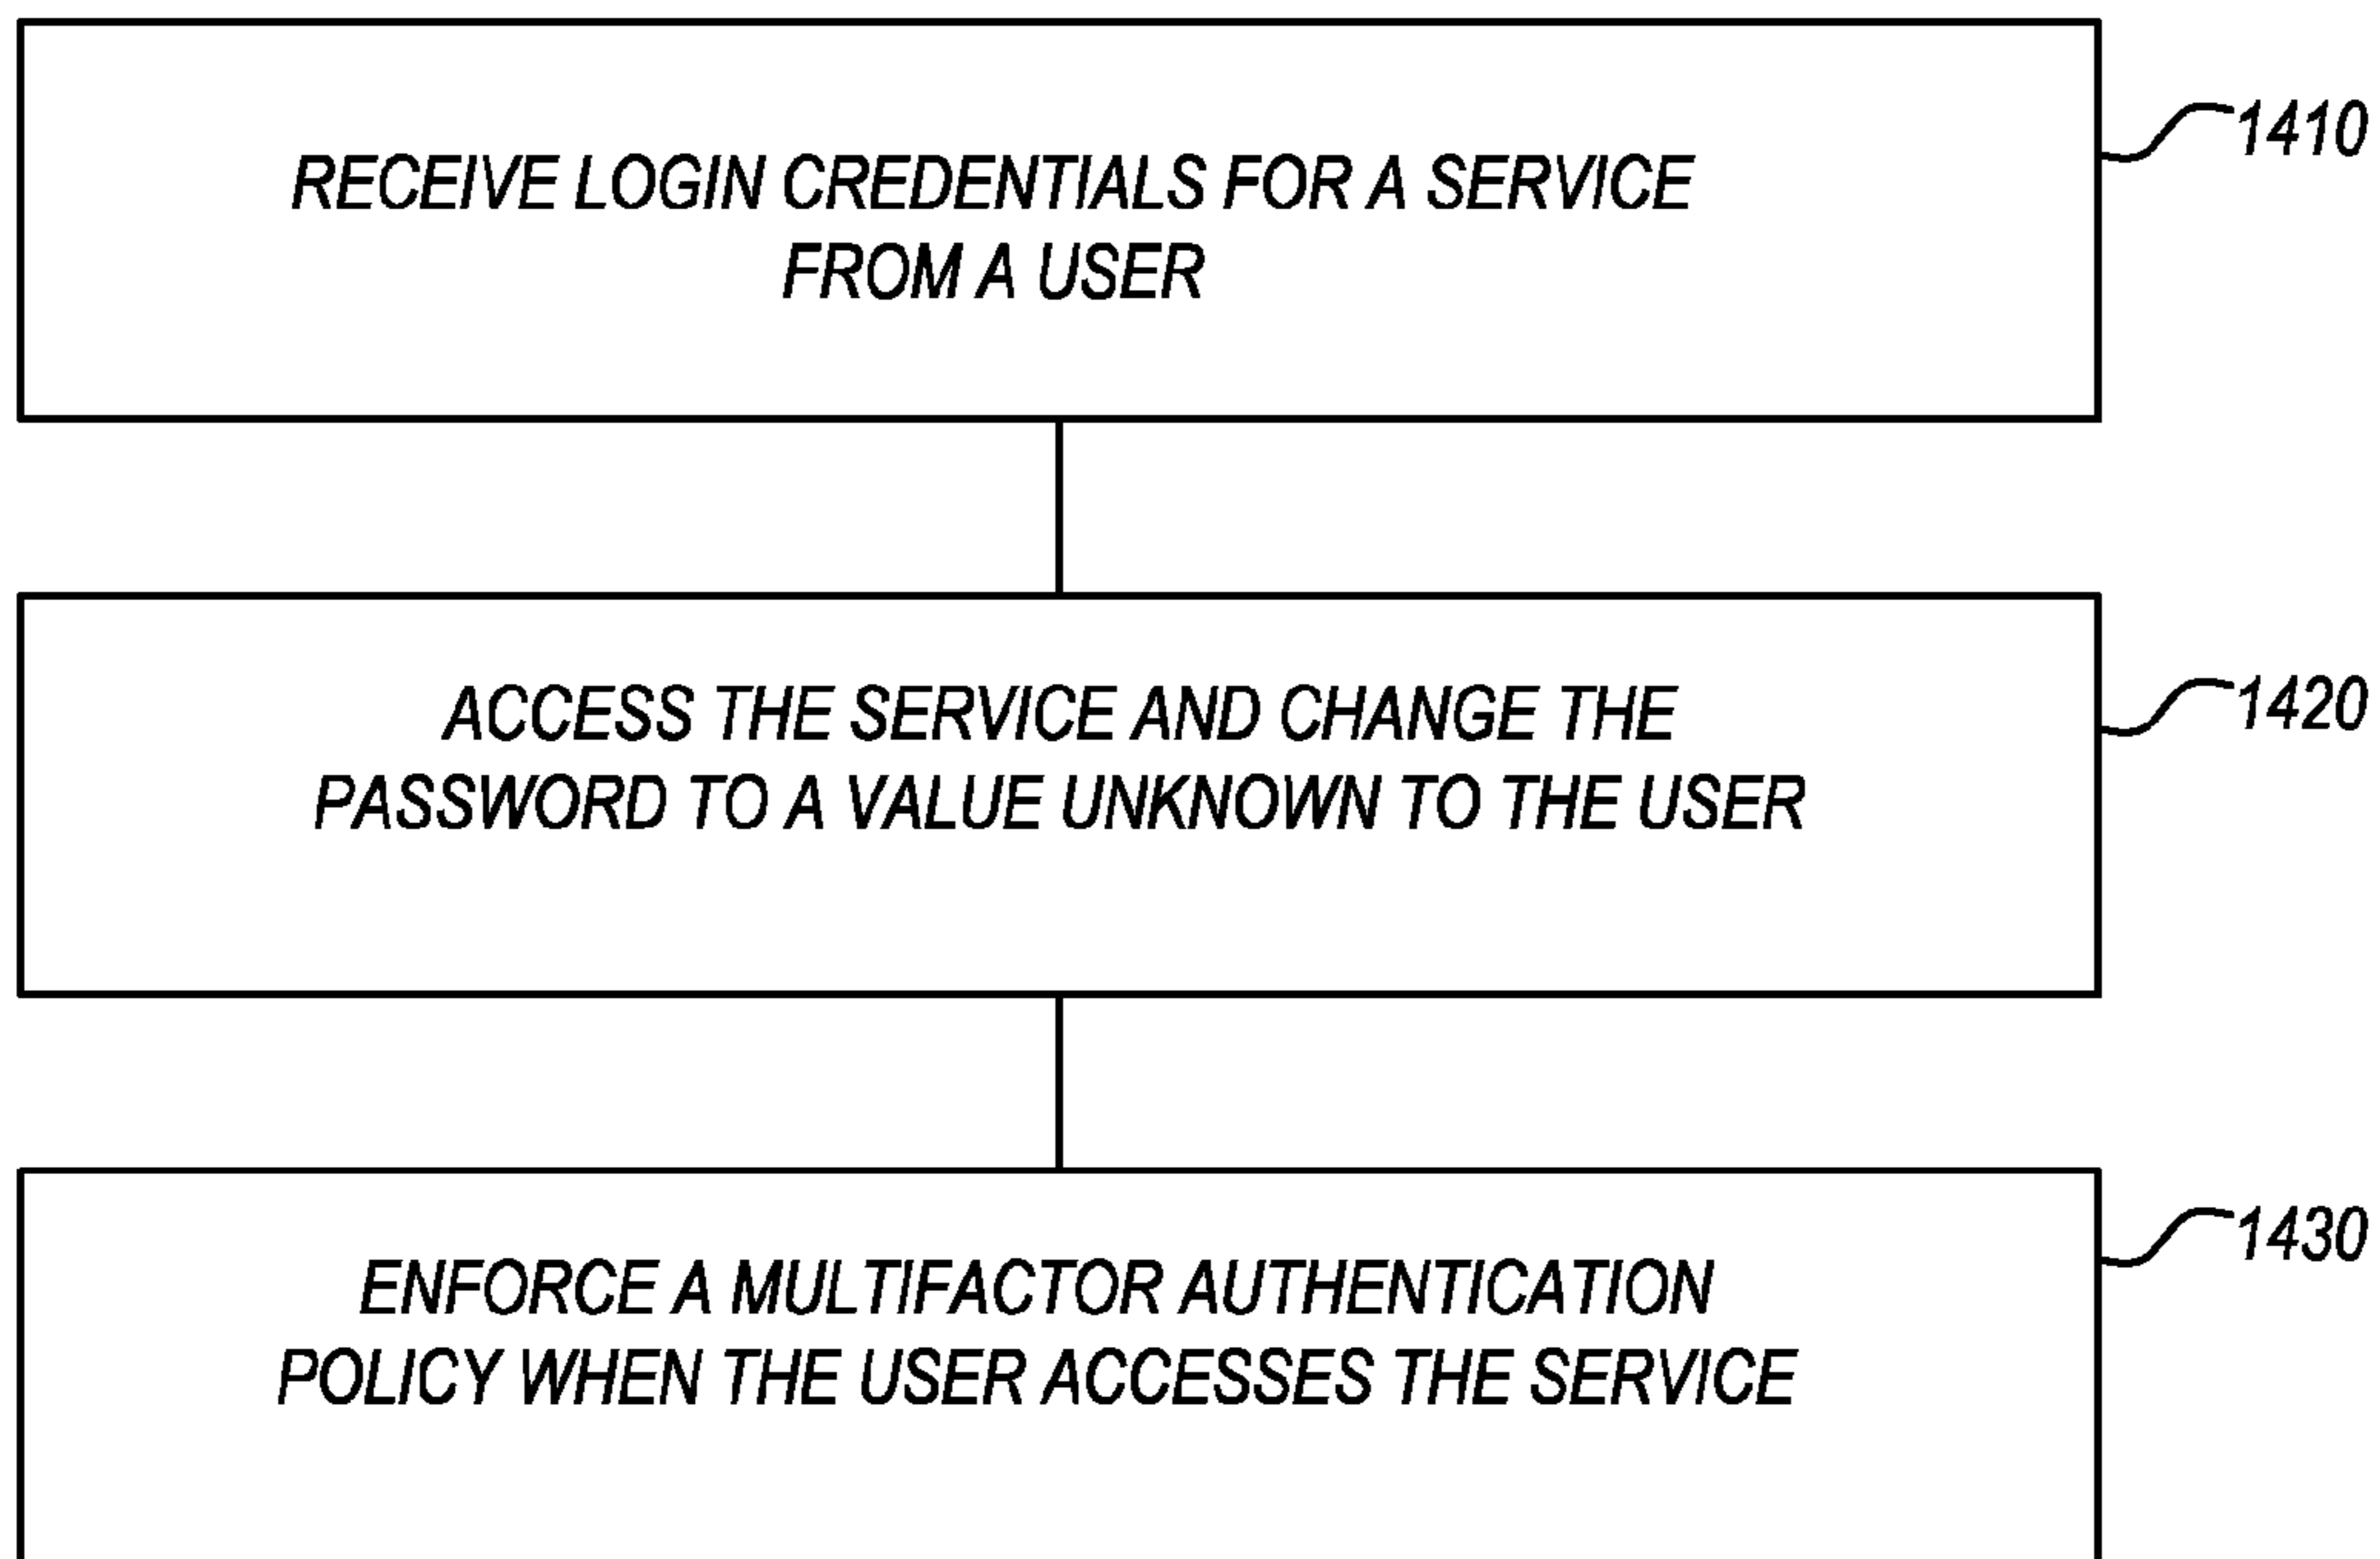 RECEIVE LOGIN CREDENTIALS FOR A SERVICE
FROM A USER
1410
ACCESS THE SERVICE AND CHANGE THE
PASSWORD TO A VALUE UNKNOWN TO THE USER
1420
ENFORCE A MULTIFACTOR AUTHENTICATION
POLICY WHEN THE USER ACCESSES THE SERVICE
1430